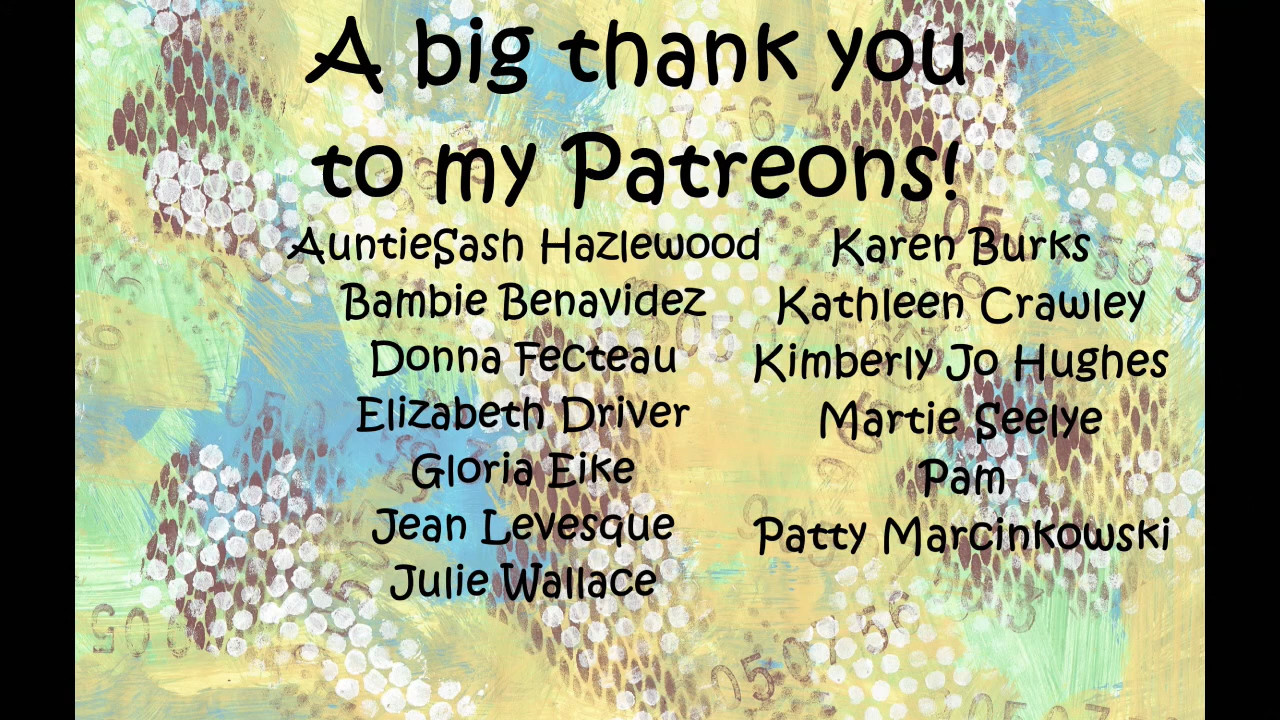 A big thank you
to my Patreons!
AuntieSash Hazlewood
Bambie Benavidez
Donna Fecteau
Elizabeth Driver
Gloria Eike
Jean Levesque
Julie Wallace
Karen Burks
Kathleen Crawley
Kimberly Jo Hughes
Martie Seelye
Pam
Patty Marcinkowski